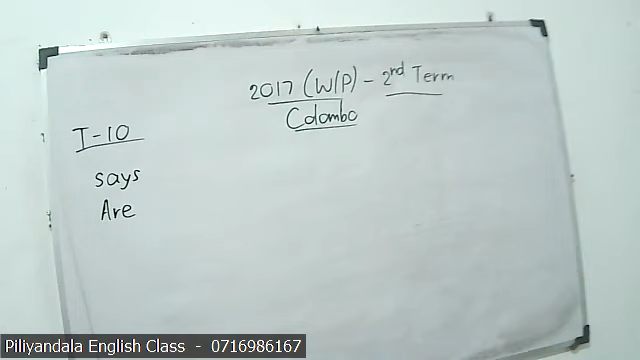 2017 (W/P) - 2nd Term
Colombo
T-10
says
Are
Piliyandala English Class - 0716986167